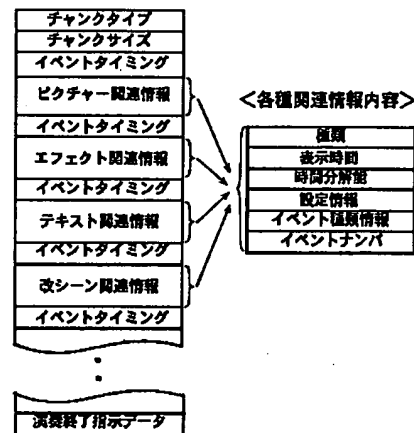 チャンクタイプ
チャンクサイズ
イベントタイミング
ピクチャー関連情報
イベントタイミング
エフェクト関連情報
イベントタイミング
テキスト関連情報
イベントタイミング
改シーン関連情報
イベントタイミング
演奏終了指示データ
<各種関連情報内容>
種類
表示時間
時間分解能
設定情報
イベント種類情報
イベントナンバ